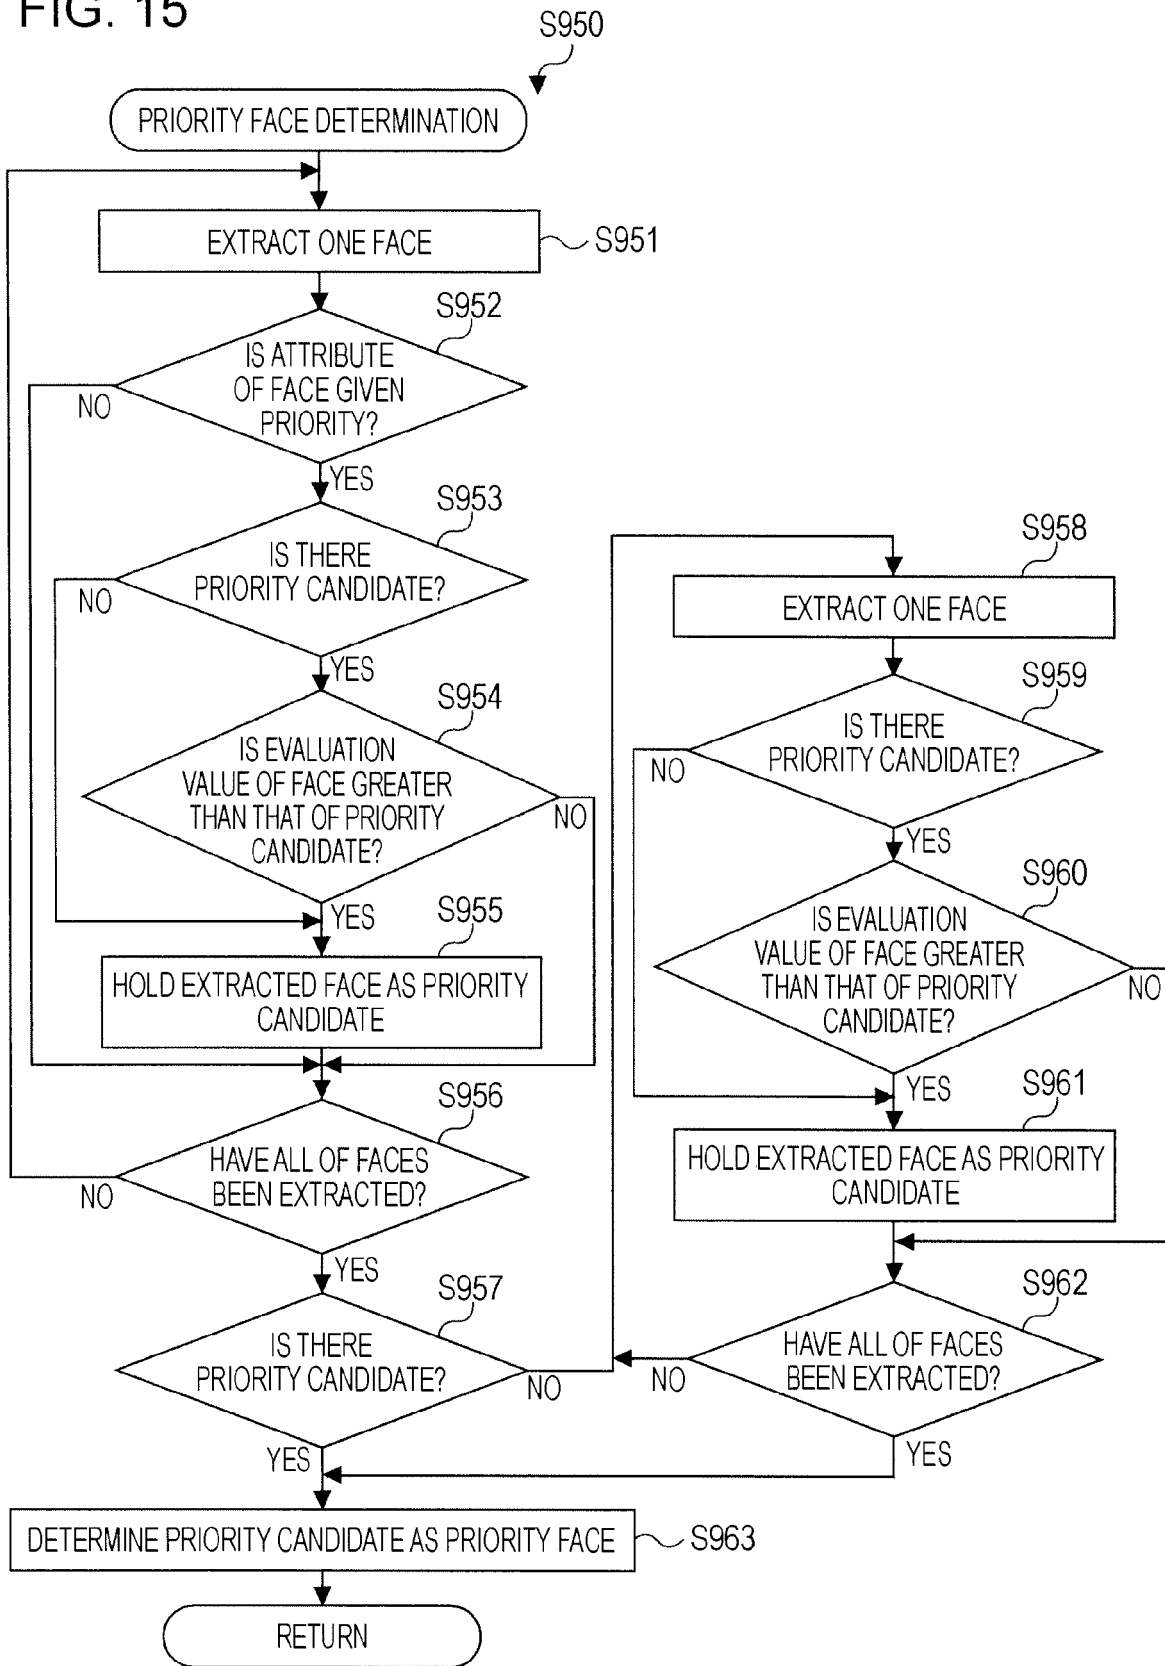 FIG. 15
S950
PRIORITY FACE DETERMINATION
EXTRACT ONE FACE
S951
S952
IS ATTRIBUTE
OF FACE GIVEN
PRIORITY?
NO
YES
S953
IS THERE
PRIORITY CANDIDATE?
NO
YES
S954
IS EVALUATION
VALUE OF FACE GREATER
THAN THAT OF PRIORITY
CANDIDATE?
NO
YES
S955
HOLD EXTRACTED FACE AS PRIORITY
CANDIDATE
S956
HAVE ALL OF FACES
BEEN EXTRACTED?
NO
YES
S957
IS THERE
PRIORITY CANDIDATE?
NO
YES
S958
EXTRACT ONE FACE
S959
IS THERE
PRIORITY CANDIDATE?
NO
YES
S960
IS EVALUATION
VALUE OF FACE GREATER
THAN THAT OF PRIORITY
CANDIDATE?
NO
YES
S961
HOLD EXTRACTED FACE AS PRIORITY
CANDIDATE
S962
HAVE ALL OF FACES
BEEN EXTRACTED?
NO
YES
DETERMINE PRIORITY CANDIDATE AS PRIORITY FACE
S963
RETURN